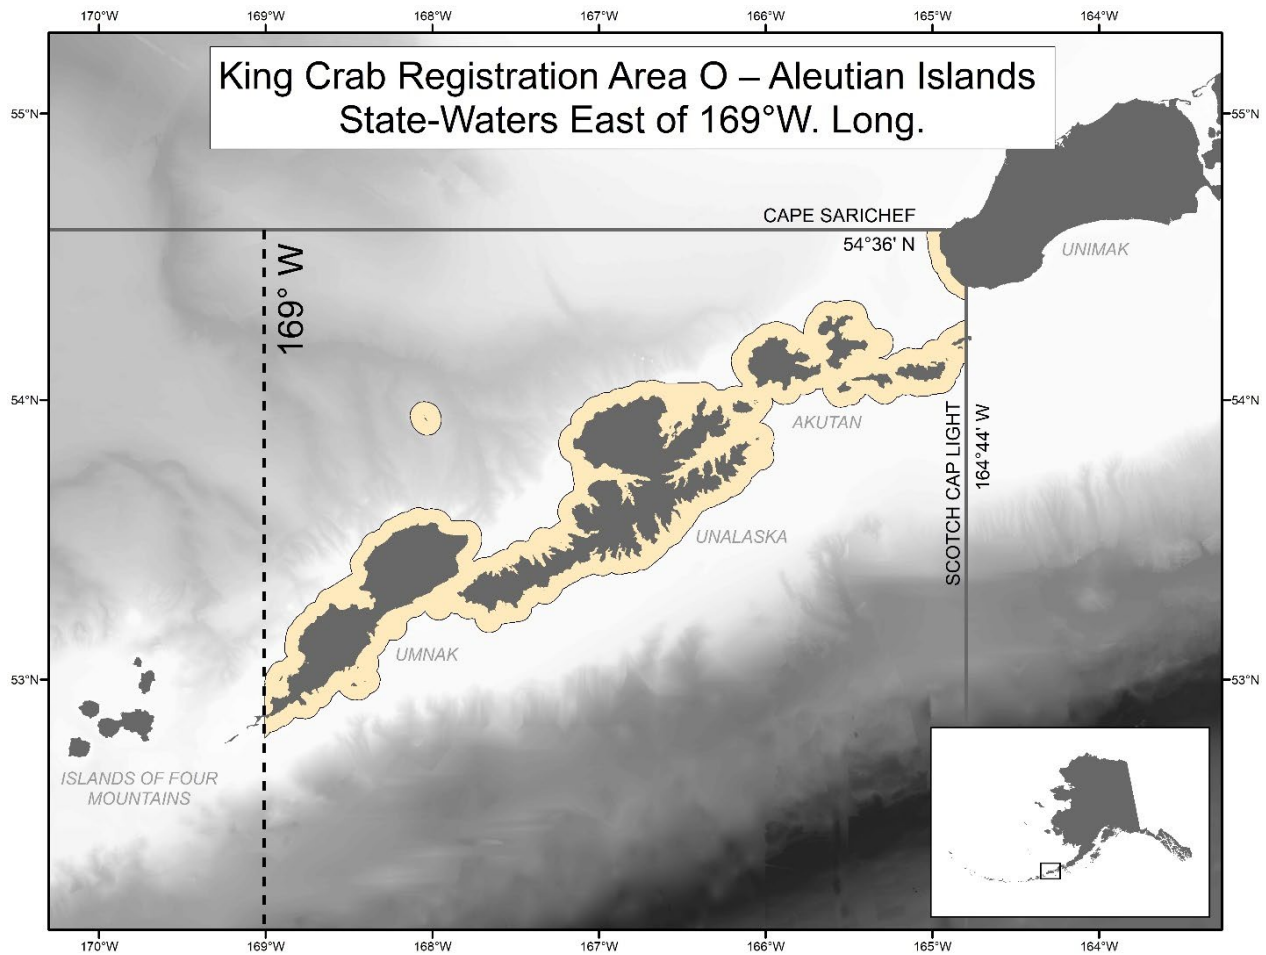 170°W
169°W
168°W
167°W
166°W
165°W
164°W
King Crab Registration Area O – Aleutian Islands
State-Waters East of 169°W. Long.
55°N
55°N
CAPE SARICHEF
54°36' N
UNIMAK
169° W
54°N
54°N
AKUTAN
SCOTCH CAP LIGHT
164°44' W
UNALASKA
UMNAK
53°N
53°N
ISLANDS OF FOUR
MOUNTAINS
170°W
169°W
168°W
167°W
166°W
165°W
164°W